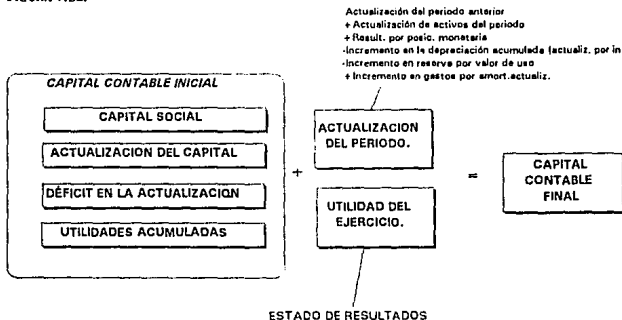 Actualización del periodo anterior
+ Actualización de activos del periodo
+ Result. por posic. monetaria
-Incremento en la depreciación acumulada (actualiz. por in
-Incremento en reserva por valor de uso
+ Incremento en gastos por amort.actualiz.
CAPITAL CONTABLE INICIAL
CAPITAL SOCIAL
ACTUALIZACION DEL CAPITAL
DÉFICIT EN LA ACTUALIZACION
UTILIDADES ACUMULADAS
+
ACTUALIZACION
DEL PERIODO.
UTILIDAD DEL
EJERCICIO.
=
CAPITAL
CONTABLE
FINAL
ESTADO DE RESULTADOS